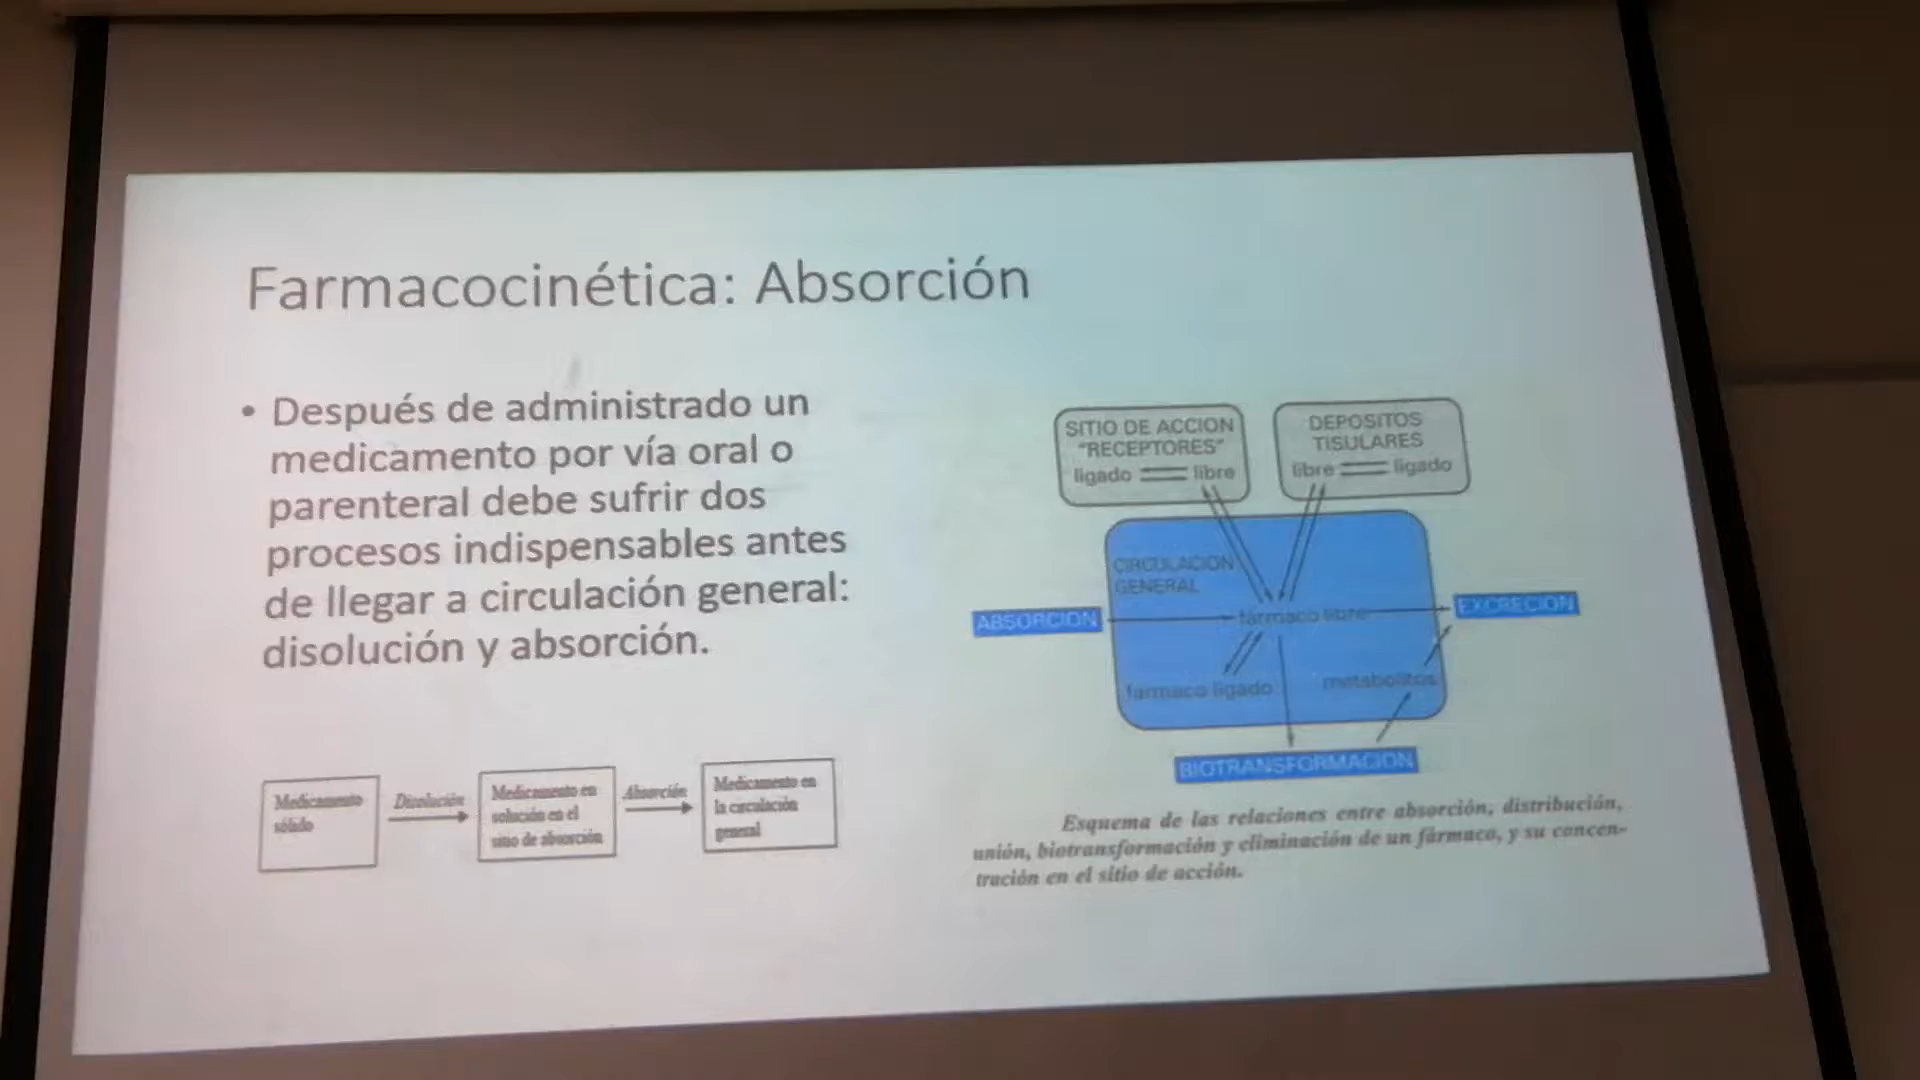 Farmacocinética: Absorción
• Después de administrado un
medicamento por vía oral o
parenteral debe sufrir dos
procesos indispensables antes
de llegar a circulación general:
disolución y absorción.
Medicamento
sólido
Disolución
Medicamento en
solución en el
sitio de absorción
Absorción
Medicamento en
la circulación
general
SITIO DE ACCION
"RECEPTORES"
ligado libre
DEPOSITOS
TISULARES
libre ligado
CIRCULACION
GENERAL
ABSORCION
fármaco libre
EXCRECION
farmaco ligado
metabolitos
BIOTRANSFORMACION
Esquema de las relaciones entre absorción, distribución,
unión, biotransformación y eliminación de un fármaco, y su concen-
tración en el sitio de acción.